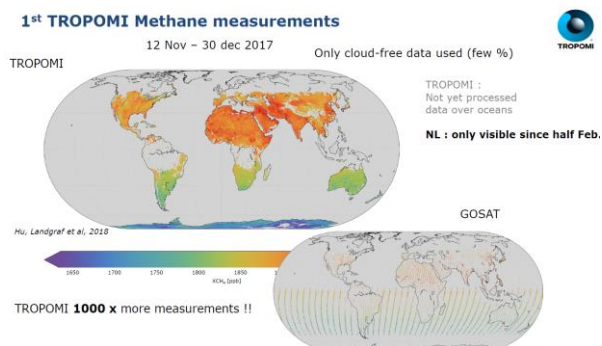 1st TROPOMI Methane measurements
12 Nov – 30 dec 2017
Only cloud-free data used (few %)
TROPOMI
TROPOMI
TROPOMI :
Not yet processed
data over oceans
NL : only visible since half Feb.
GOSAT
Hu, Landgraf et al, 2018
1650 1700 1750 1800 1850
XCH₄ [ppb]
TROPOMI 1000 x more measurements !!